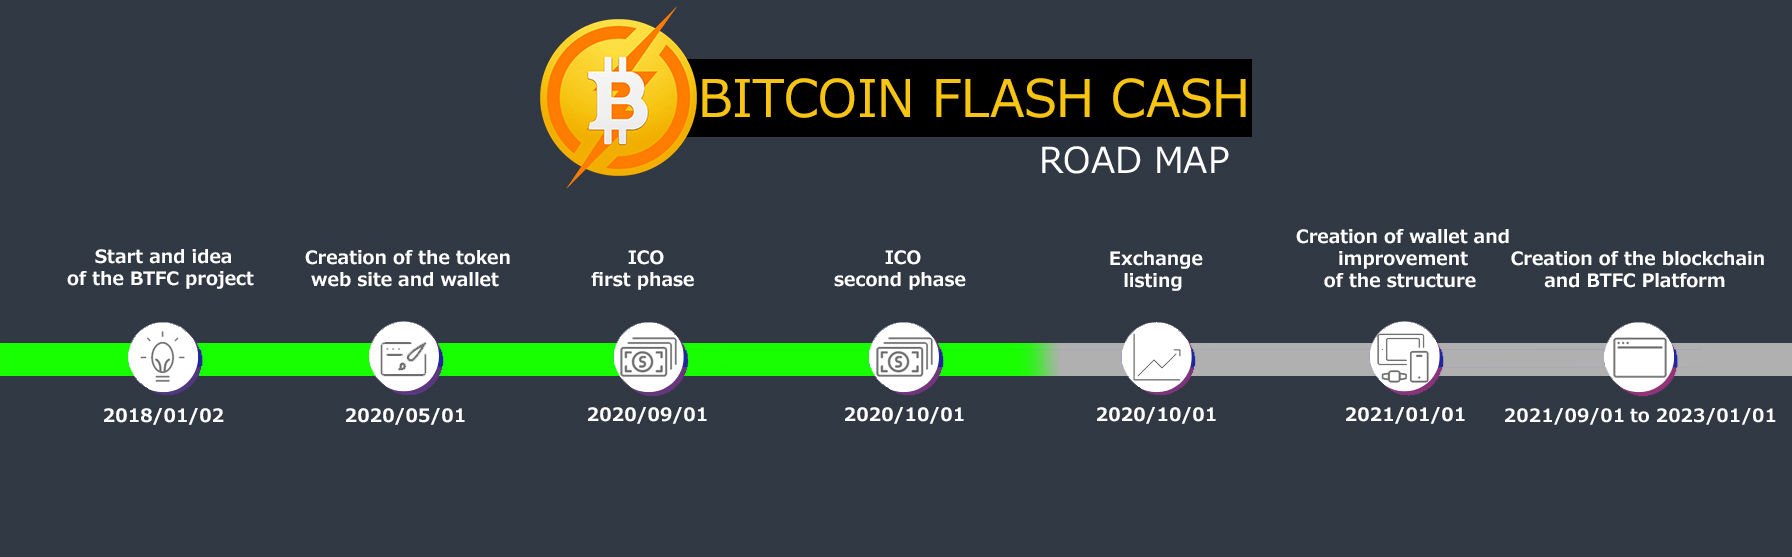 BITCOIN FLASH CASH
ROAD MAP
Start and idea
of the BTFC project
2018/01/02
Creation of the token
web site and wallet
2020/05/01
ICO
first phase
2020/09/01
ICO
second phase
2020/10/01
Exchange
listing
2020/10/01
Creation of wallet and
improvement
of the structure
2021/01/01
Creation of the blockchain
and BTFC Platform
2021/09/01 to 2023/01/01